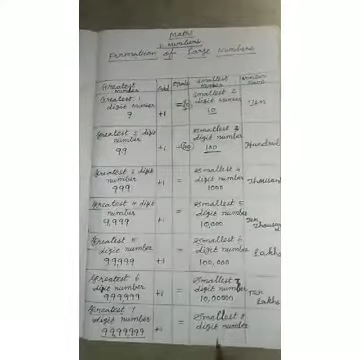 Maths
1. Numbers
Formation of large numbers
Greatest number Add Smallest number
Greatest 1 digit number +1 = Smallest 2 digit number Ten
9 10
Greatest 2 digit number +1 = Smallest 3 digit number Hundred
99 100
Greatest 3 digit number +1 = Smallest 4 digit number Thousand
999 1000
Greatest 4 digit number +1 = Smallest 5 digit number Ten Thousand
9,999 10,000
Greatest 5 digit number +1 = Smallest 6 digit number Lakh
99,999 100,000
Greatest 6 digit number +1 = Smallest 7 digit number Ten Lakhs
999999 10,00000
Greatest 7 digit number +1 = Smallest 8 digit number
9999999